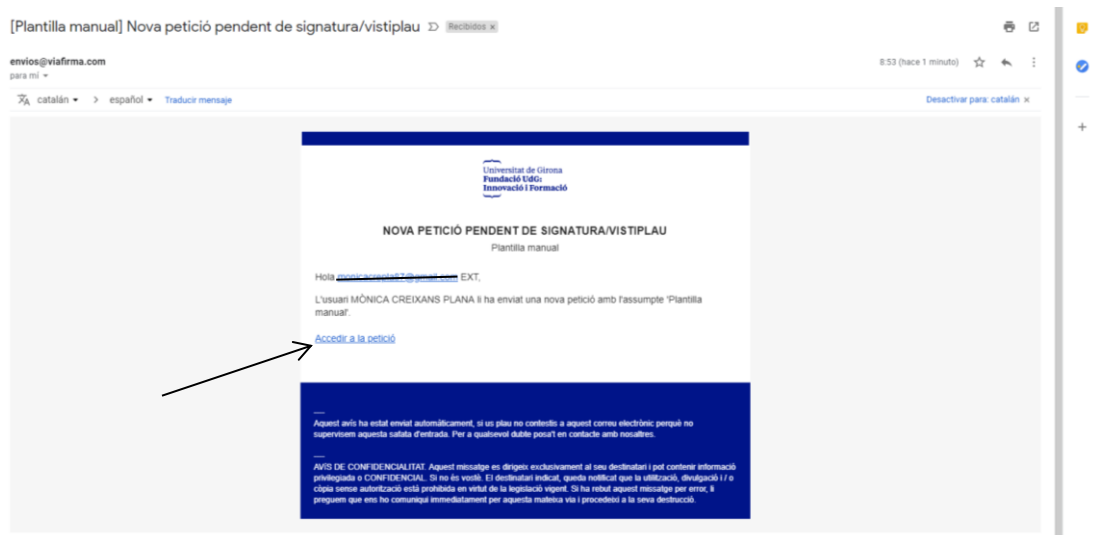 [Plantilla manual] Nova petició pendent de signatura/vistiplau Recibidos x
envios@viafirma.com
8:53 (hace 1 minuto)
para mí
catalán > español Traducir mensaje
Desactivar para: catalán x
Universitat de Girona
Fundació UdG:
Innovació i Formació
NOVA PETICIÓ PENDENT DE SIGNATURA/VISTIPLAU
Plantilla manual
Hola EXT,
L'usuari MÒNICA CREIXANS PLANA li ha enviat una nova petició amb l'assumpte 'Plantilla
manual'.
Accedir a la petició
Aquest avís ha estat enviat automàticament, si us plau no contestis a aquest correu electrònic perquè no
supervisem aquesta safata d'entrada. Per a qualsevol dubte posa't en contacte amb nosaltres.
AVÍS DE CONFIDENCIALITAT. Aquest missatge es dirigeix exclusivament al seu destinatari i pot contenir informació
privilegiada o CONFIDENCIAL. Si no és vostè. El destinatari indicat, queda notificat que la utilització, divulgació i / o
còpia sense autorització està prohibida en virtut de la legislació vigent. Si ha rebut aquest missatge per error, li
preguem que ens ho comuniqui immediatament per aquesta mateixa via i procedeixi a la seva destrucció.